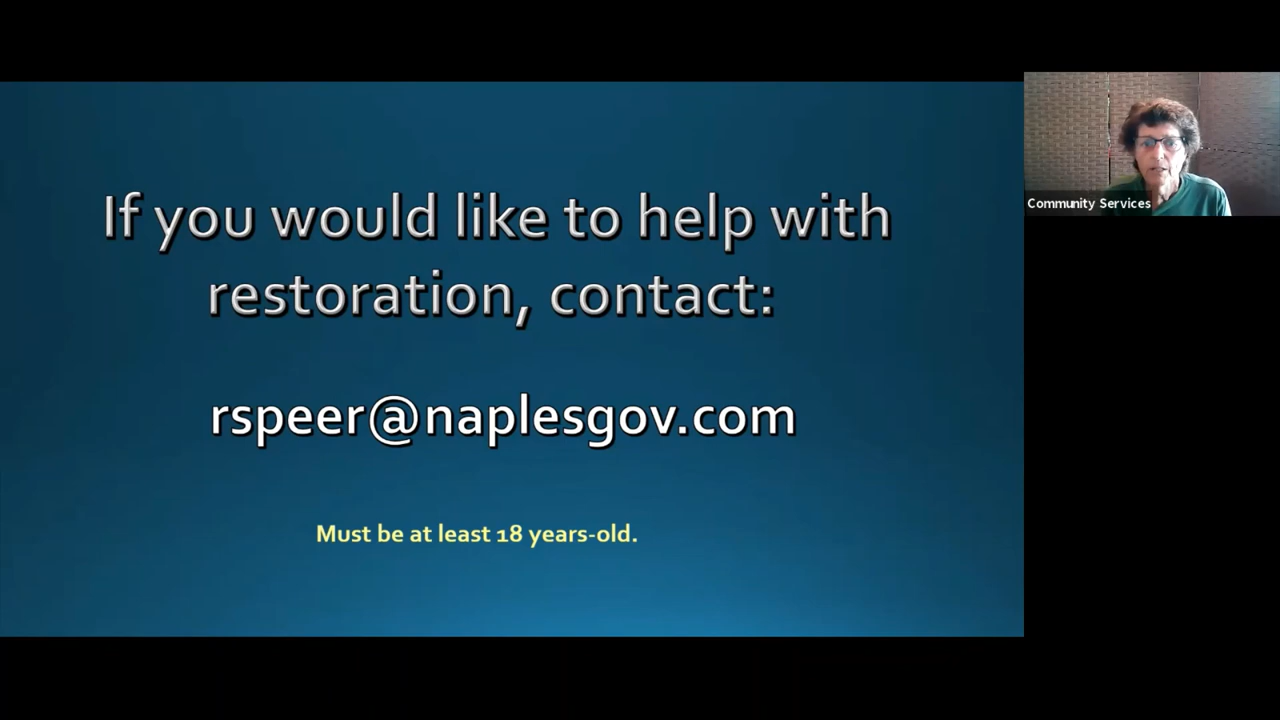 If you would like to help with
restoration, contact:
rspeer@naplesgov.com
Must be at least 18 years-old.
Community Services